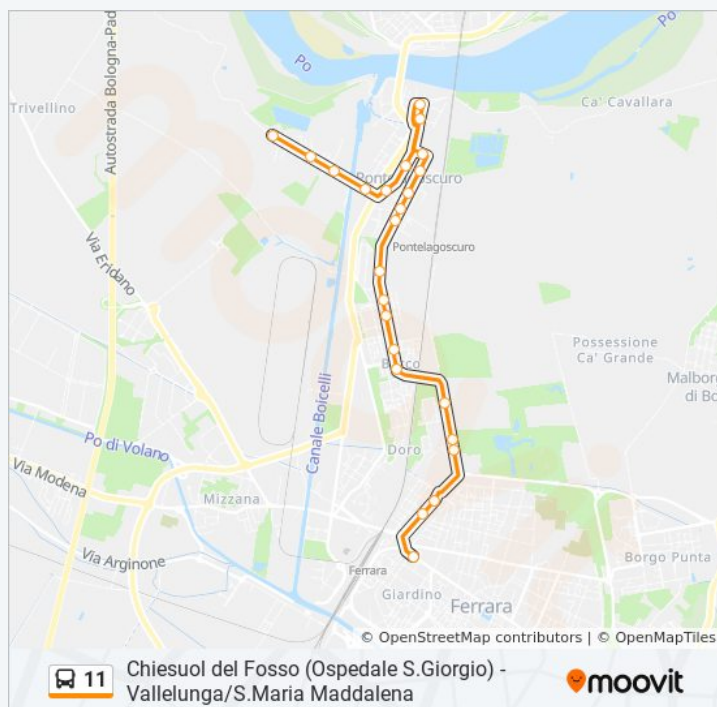 Po
Po
Trivellino
Ca' Cavallara
Autostrada Bologna-Pad
Pontelagoscuro
Via Eridano
Pontelagoscuro
Possessione
Ca' Grande
Malbor
di Bo
Canale Boicelli
Doro
Po di Volano
Via Modena
Mizzana
Via Arginone
Ferrara
Borgo Punta
Giardino
Ferrara
© OpenStreetMap contributors | © OpenMapTiles
11
Chiesuol del Fosso (Ospedale S.Giorgio) -
Vallelunga/S.Maria Maddalena
moovit